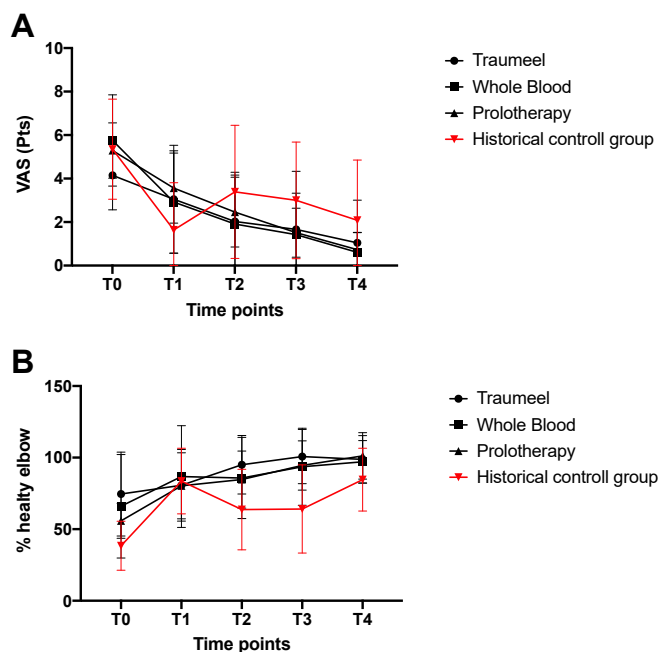 A
10
8
6
4
2
0
VAS (Pts)
T0 T1 T2 T3 T4
Time points
Traumeel
Whole Blood
Prolotherapy
Historical controll group
B
150
100
50
0
% healty elbow
T0 T1 T2 T3 T4
Time points
Traumeel
Whole Blood
Prolotherapy
Historical controll group